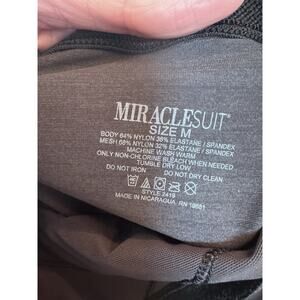 MIRACLESUIT®
SIZE M
BODY 64% NYLON 36% ELASTANE / SPANDEX
MESH 68% NYLON 32% ELASTANE / SPANDEX
MACHINE WASH WARM
ONLY NON-CHLORINE BLEACH WHEN NEEDED
TUMBLE DRY LOW
DO NOT IRON DO NOT DRY CLEAN
STYLE 2419
MADE IN NICARAGUA, RN